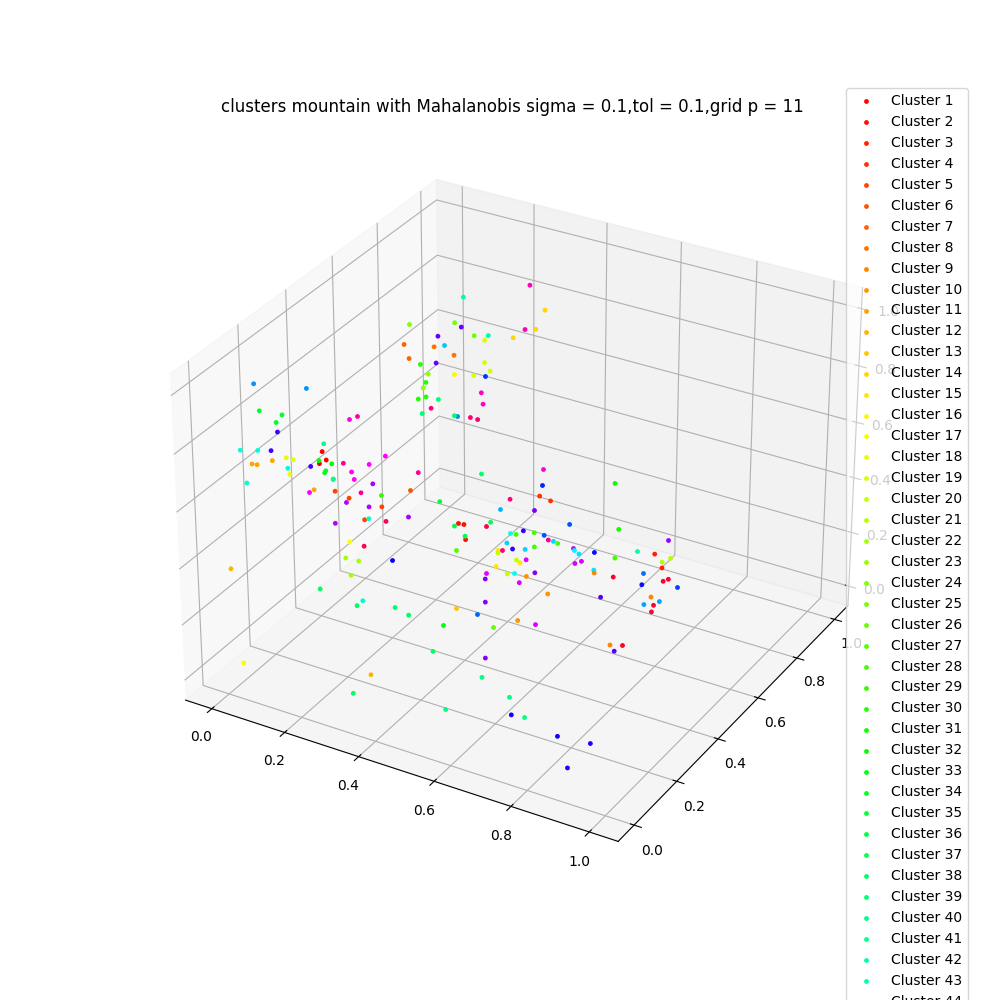 clusters mountain with Mahalanobis sigma = 0.1,tol = 0.1,grid p = 11
Cluster 1
Cluster 2
Cluster 3
Cluster 4
Cluster 5
Cluster 6
Cluster 7
Cluster 8
Cluster 9
Cluster 10
Cluster 11
Cluster 12
Cluster 13
Cluster 14
Cluster 15
Cluster 16
Cluster 17
Cluster 18
Cluster 19
Cluster 20
Cluster 21
Cluster 22
Cluster 23
Cluster 24
Cluster 25
Cluster 26
Cluster 27
Cluster 28
Cluster 29
Cluster 30
Cluster 31
Cluster 32
Cluster 33
Cluster 34
Cluster 35
Cluster 36
Cluster 37
Cluster 38
Cluster 39
Cluster 40
Cluster 41
Cluster 42
Cluster 43
Cluster 44
0.8
0.6
0.4
0.2
0.0
0.0
0.2
0.4
0.6
0.8
1.0
0.0
0.2
0.4
0.6
0.8
1.0